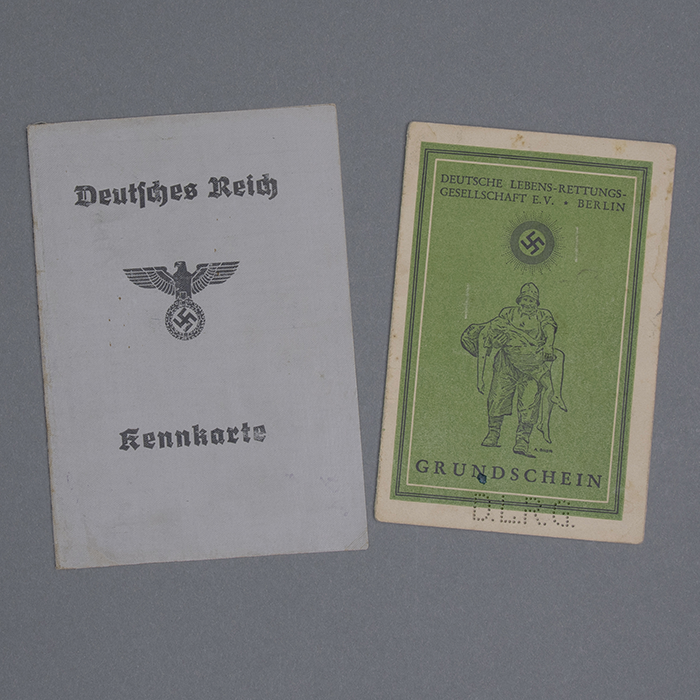 Deutsches Reich
Kennkarte
DEUTSCHE LEBENS-RETTUNGS-
GESELLSCHAFT E.V. • BERLIN
GRUNDSCHEIN
D.L.R.G.